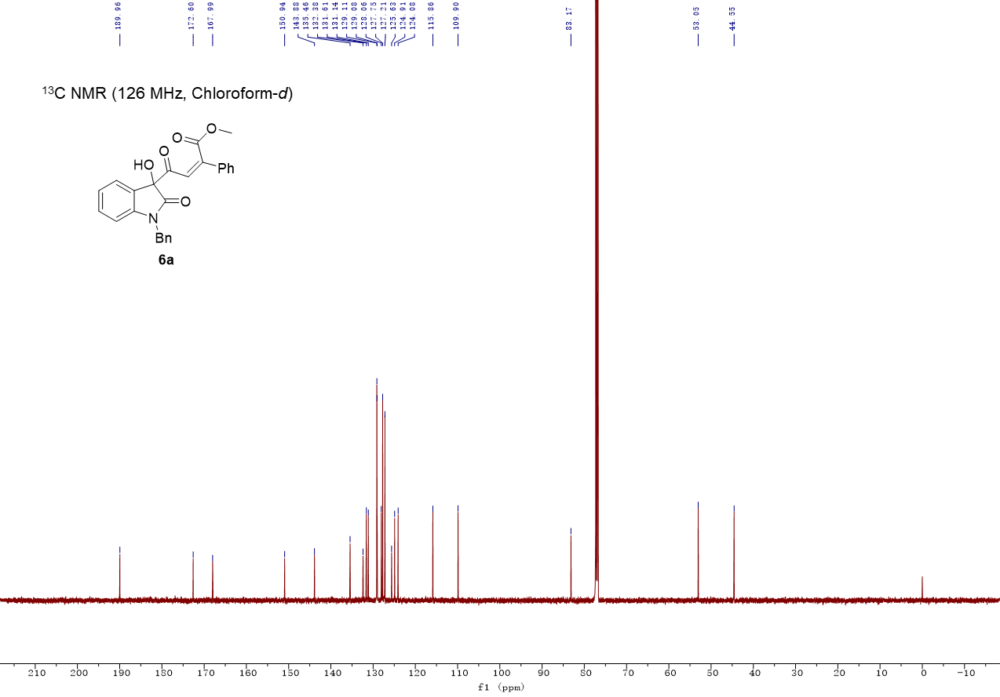 189.96
172.60
167.99
150.94
143.88
135.46
132.38
131.61
131.14
129.11
129.08
128.06
127.75
127.21
125.63
124.91
124.08
115.86
109.90
83.17
53.05
44.55
13C NMR (126 MHz, Chloroform-d)
O
O
O
HO
Ph
O
N
Bn
6a
210 200 190 180 170 160 150 140 130 120 110 100 90 80 70 60 50 40 30 20 10 0 -10
f1 (ppm)